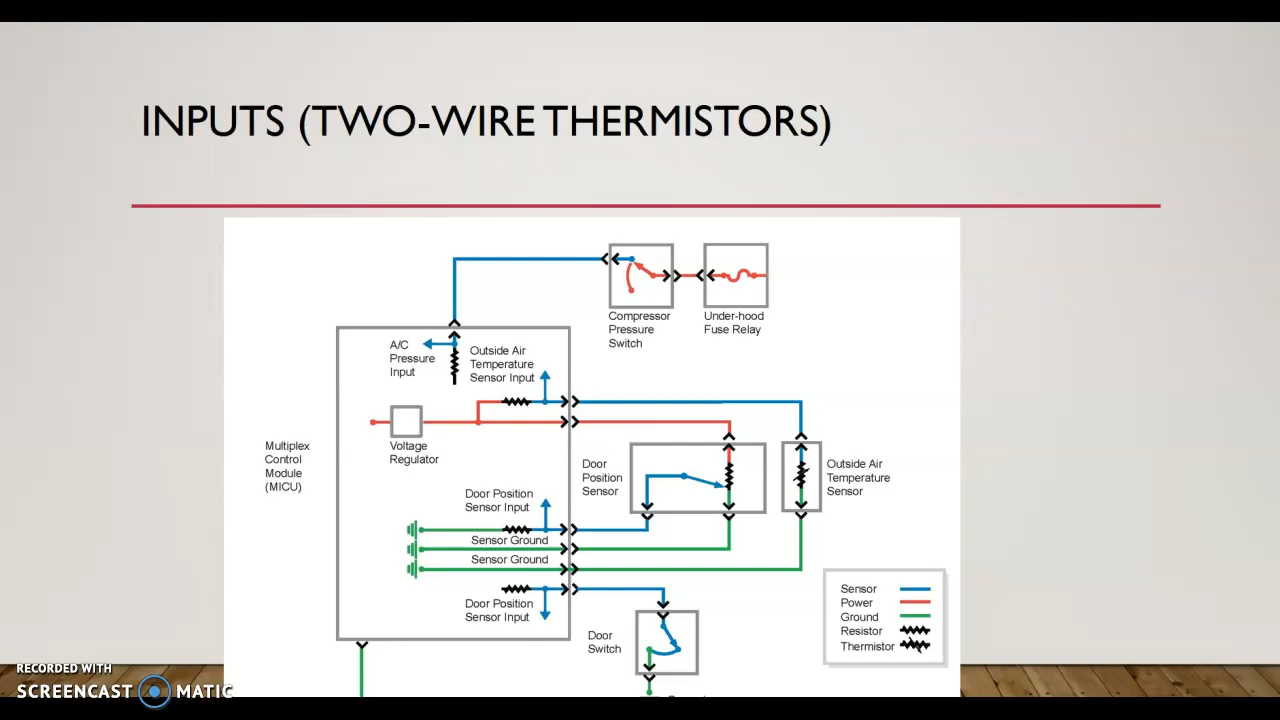 INPUTS (TWO-WIRE THERMISTORS)
Compressor
Pressure
Switch
Under-hood
Fuse Relay
A/C
Pressure
Input
Outside Air
Temperature
Sensor Input
Multiplex
Control
Module
(MICU)
Voltage
Regulator
Door
Position
Sensor
Outside Air
Temperature
Sensor
Door Position
Sensor Input
Sensor Ground
Sensor Ground
Door Position
Sensor Input
Door
Switch
Sensor
Power
Ground
Resistor
Thermistor
RECORDED WITH
SCREENCAST MATIC